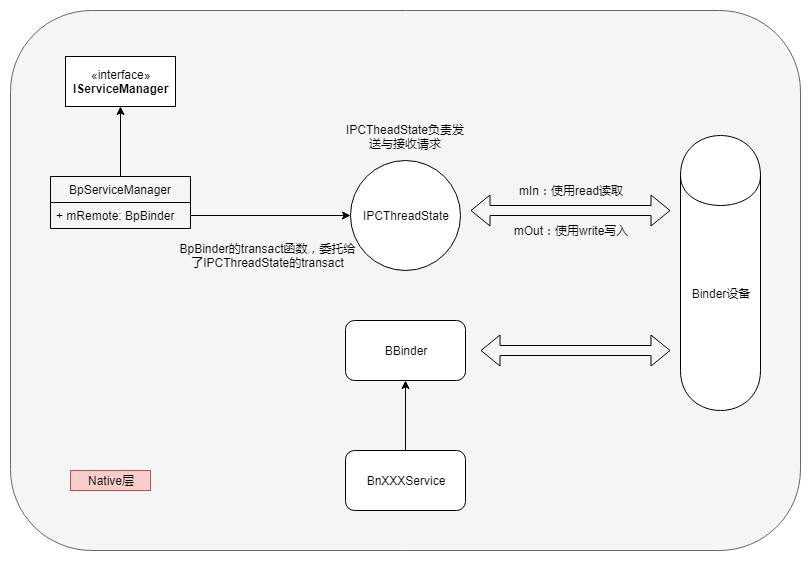 «interface»
IServiceManager
BpServiceManager
+ mRemote: BpBinder
IPCTheadState负责发
送与接收请求
IPCThreadState
BpBinder的transact函数，委托给
了IPCThreadState的transact
mIn：使用read读取
mOut：使用write写入
Binder设备
BBinder
BnXXXService
Native层